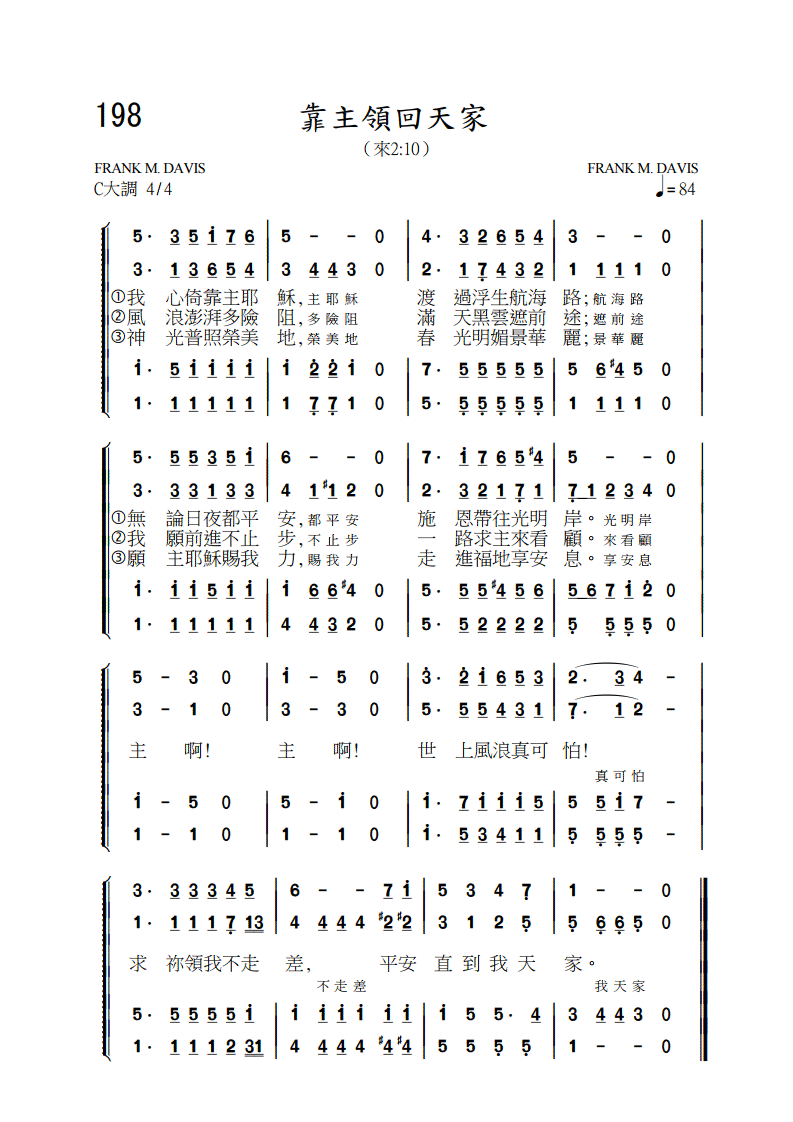 198
靠主領回天家
（來2:10）
FRANK M. DAVIS FRANK M. DAVIS
C大調 4/4 ♩=84
5· 3 5 i 7 6 | 5 - - 0 | 4· 3 2 6 5 4 | 3 - - 0
3· 1 3 6 5 4 | 3 4 4 3 0 | 2· 1 7 4 3 2 | 1 1 1 1 0
①我 心倚靠主耶 穌, 主耶穌 渡 過浮生航海 路; 航海路
②風 浪澎湃多險 阻, 多險阻 滿 天黑雲遮前 途; 遮前途
③神 光普照榮美 地, 榮美地 春 光明媚景華 麗; 景華麗
i· 5 i i i i | i 2 2 i 0 | 7· 5 5 5 5 5 | 5 6 #4 5 0
1· 1 1 1 1 1 | 1 7 7 1 0 | 5· 5 5 5 5 5 | 1 1 1 1 0
5· 5 5 3 5 i | 6 - - 0 | 7· i 7 6 5 #4 | 5 - - 0
3· 3 3 1 3 3 | 4 1 #1 2 0 | 2· 3 2 1 7 1 | 7 1 2 3 4 0
①無 論日夜都平 安, 都平安 施 恩帶往光明 岸。光明岸
②我 願前進不止 步, 不止步 一 路求主來看 顧。來看顧
③願 主耶穌賜我 力, 賜我力 走 進福地享安 息。享安息
i· i i 5 i i | i 6 6 #4 0 | 5· 5 5 #4 5 6 | 5 6 7 i 2 0
1· 1 1 1 1 1 | 4 4 3 2 0 | 5· 5 2 2 2 2 | 5 5 5 5 0
5 - 3 0 | i - 5 0 | 3· 2 i 6 5 3 | 2· 3 4 -
3 - 1 0 | 3 - 3 0 | 5· 5 5 4 3 1 | 7· 1 2 -
主 啊! 主 啊! 世 上風浪真可 怕!
真可怕
i - 5 0 | 5 - i 0 | i· 7 i i i 5 | 5 5 i 7 -
1 - 1 0 | 1 - 1 0 | i· 5 3 4 1 1 | 5 5 5 5 -
3· 3 3 3 4 5 | 6 - - 7 i | 5 3 4 7 | 1 - - 0
1· 1 1 1 7 13 | 4 4 4 4 #2 #2 | 3 1 2 5 | 5 6 6 5 0
求 祢領我不走 差, 平安 直到我天 家。
不走差 我天家
5· 5 5 5 5 i | i i i i i i | i 5 5· 4 | 3 4 4 3 0
1· 1 1 1 2 31 | 4 4 4 4 #4 #4 | 5 5 5 5 | 1 - - 0